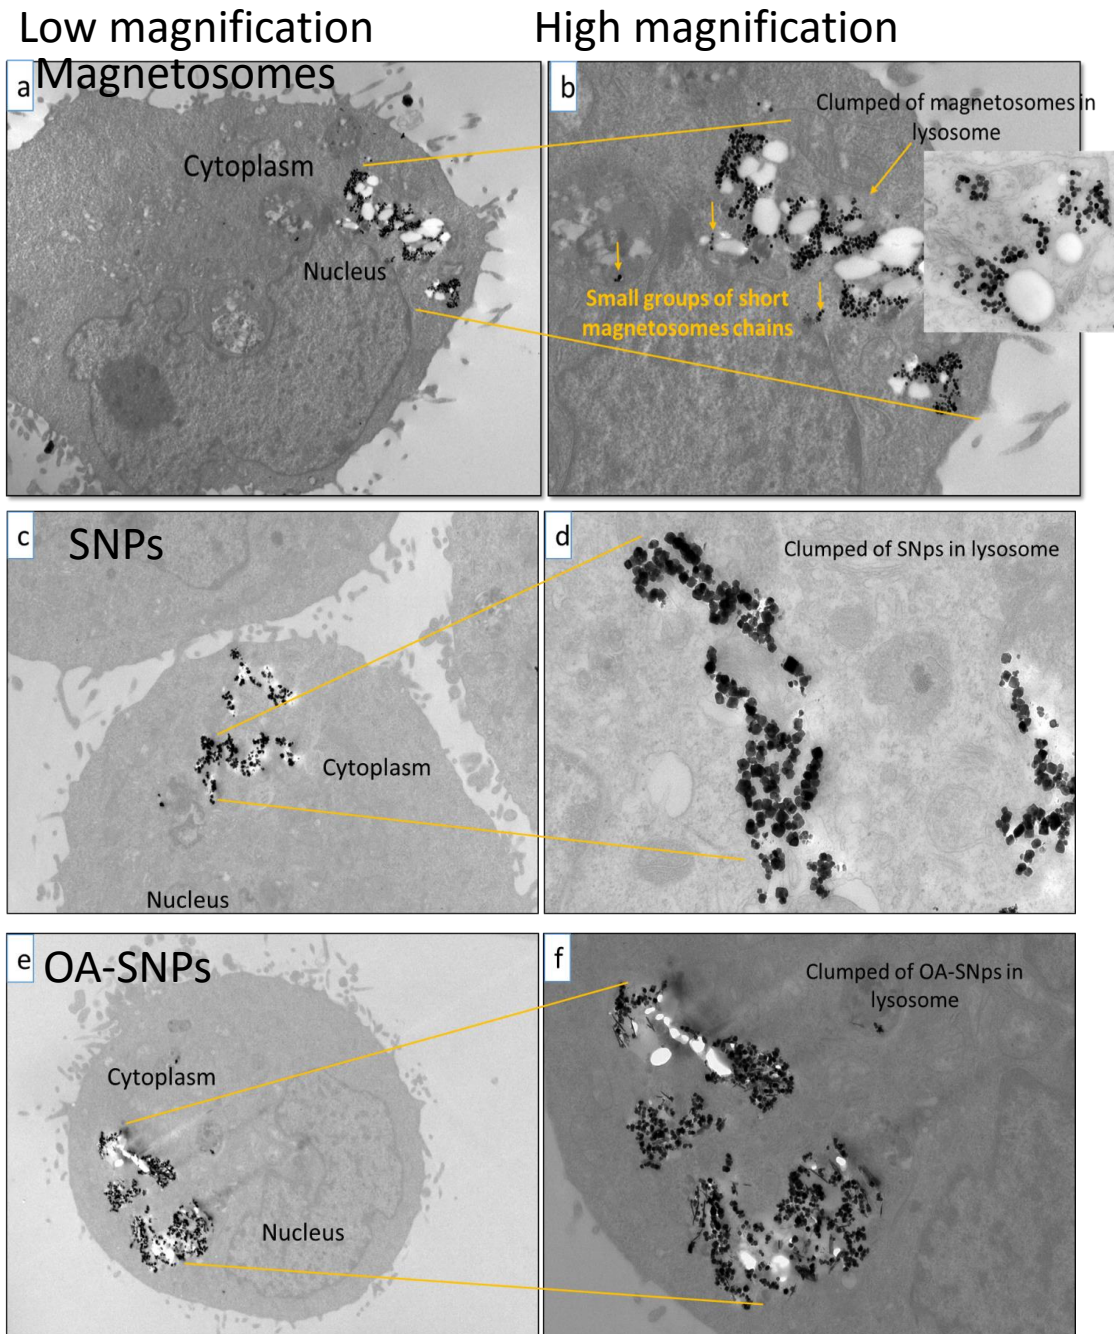 Low magnification
High magnification
a
Magnetosomes
Cytoplasm
Nucleus
b
Clumped of magnetosomes in
lysosome
Small groups of short
magnetosomes chains
c
SNPs
Cytoplasm
Nucleus
d
Clumped of SNps in lysosome
e
OA-SNPs
Cytoplasm
Nucleus
f
Clumped of OA-SNps in
lysosome